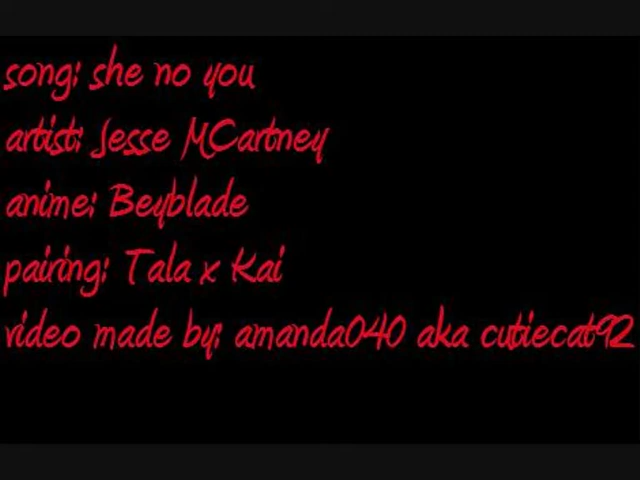 song: she no you
artist: Jesse MCartney
anime: Beyblade
pairing: Tala x Kai
video made by: amanda040 aka cutiecat92